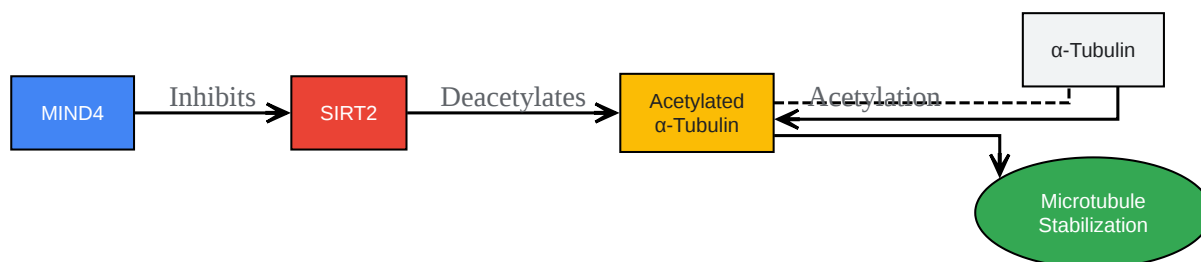 α-Tubulin
MIND4
Inhibits
SIRT2
Deacetylates
Acetylated
α-Tubulin
Acetylation
Microtubule
Stabilization